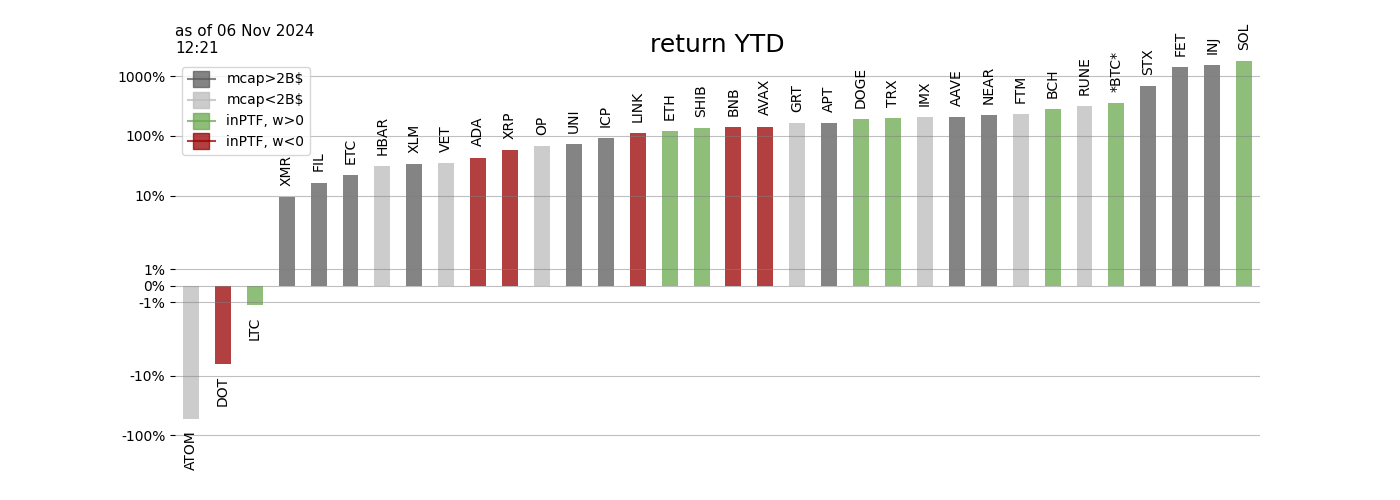 as of 06 Nov 2024
12:21
return YTD
1000%
100%
10%
1%
0%
-1%
-10%
-100%
mcap>2B$
mcap<2B$
inPTF, w>0
inPTF, w<0
ATOM
DOT
LTC
XMR
FIL
ETC
HBAR
XLM
VET
ADA
XRP
OP
UNI
ICP
LINK
ETH
SHIB
BNB
AVAX
GRT
APT
DOGE
TRX
IMX
AAVE
NEAR
FTM
BCH
RUNE
*BTC*
STX
FET
INJ
SOL